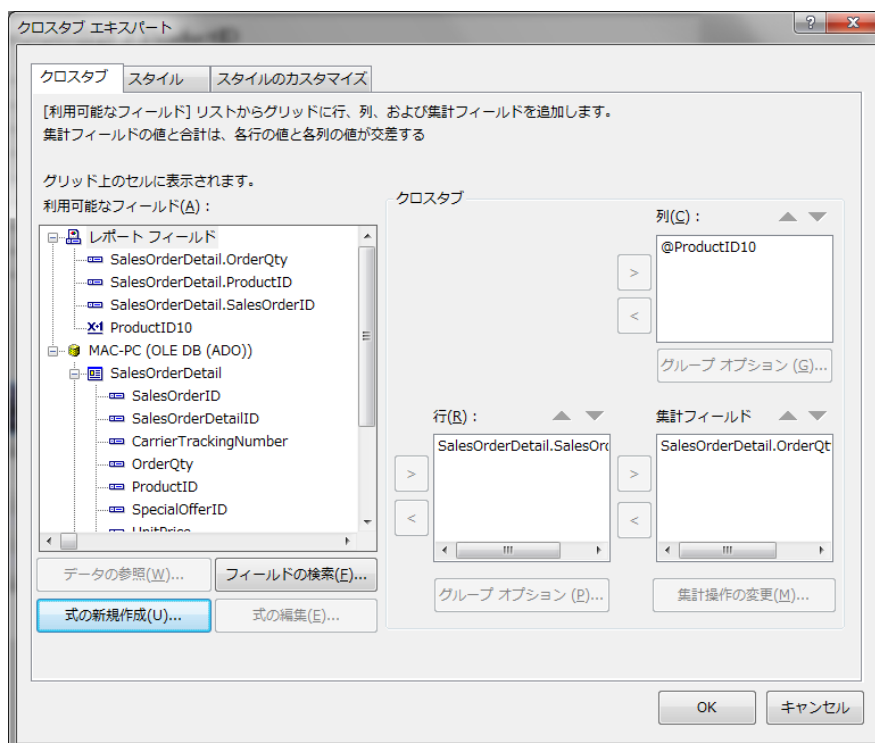 クロスタブ エキスパート
クロスタブ
スタイル
スタイルのカスタマイズ
[利用可能なフィールド] リストからグリッドに行、列、および集計フィールドを追加します。
集計フィールドの値と合計は、各行の値と各列の値が交差する
グリッド上のセルに表示されます。
利用可能なフィールド(A)：
レポート フィールド
SalesOrderDetail.OrderQty
SalesOrderDetail.ProductID
SalesOrderDetail.SalesOrderID
ProductID10
MAC-PC (OLE DB (ADO))
SalesOrderDetail
SalesOrderID
SalesOrderDetailID
CarrierTrackingNumber
OrderQty
ProductID
SpecialOfferID
データの参照(W)...
フィールドの検索(F)...
式の新規作成(U)...
式の編集(E)...
クロスタブ
列(C)：
@ProductID10
>
<
グループ オプション (G)...
行(R)：
SalesOrderDetail.SalesOr
>
<
グループ オプション (P)...
集計フィールド
SalesOrderDetail.OrderQt
>
<
集計操作の変更(M)...
OK
キャンセル